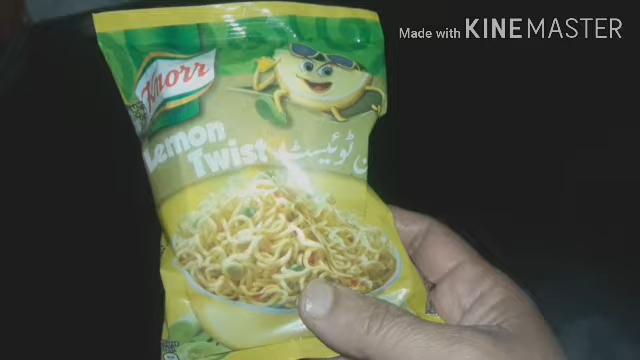 Made with KINEMASTER
Knorr
Lemon
Twist
ٹوئیسٹ